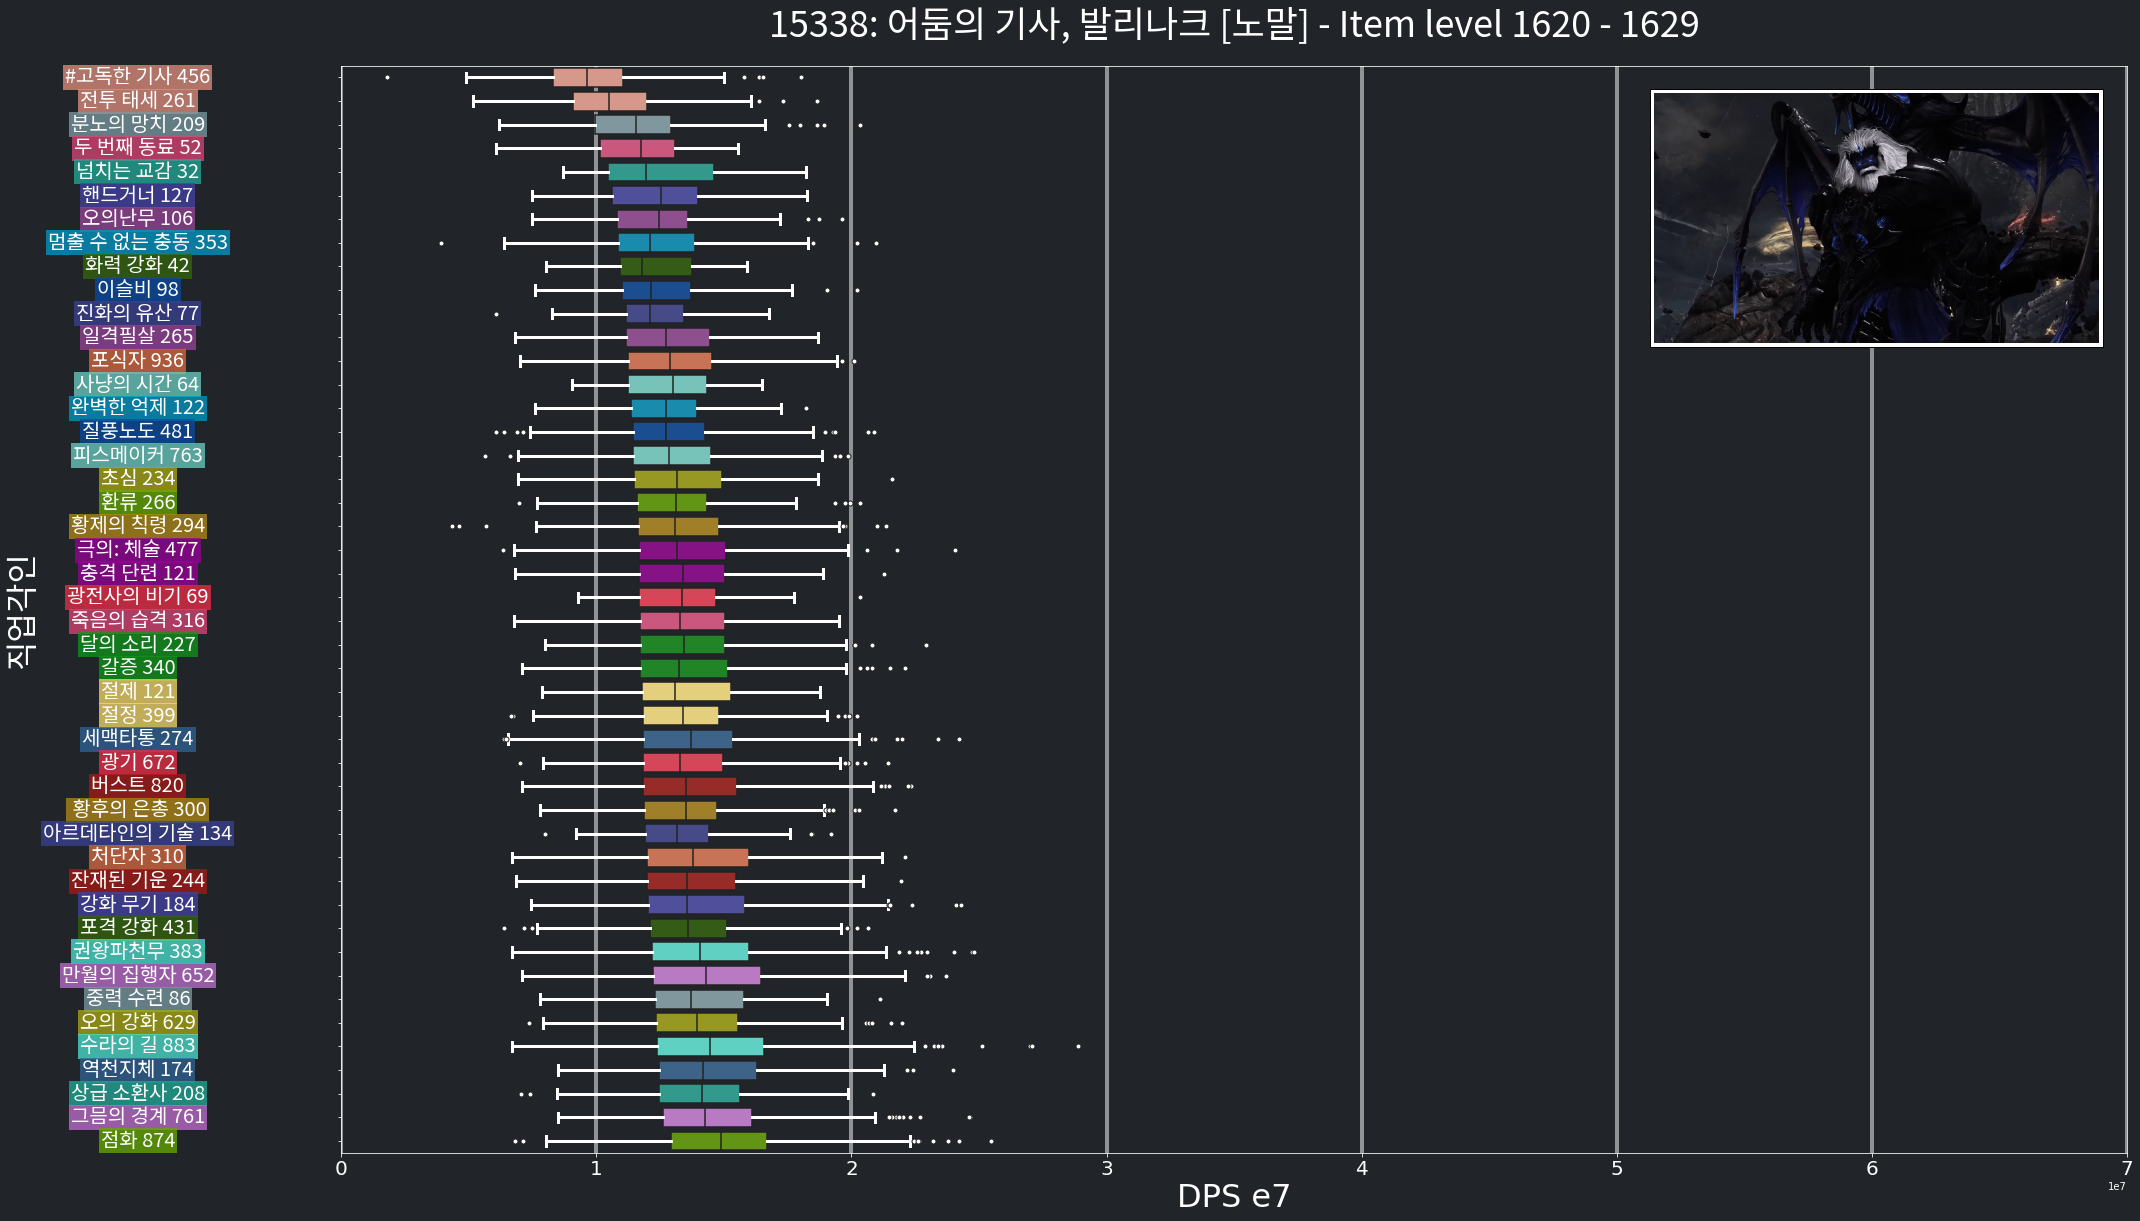 15338: 어둠의 기사, 발리나크 [노말] - Item level 1620 - 1629
#고독한 기사 456
전투 태세 261
분노의 망치 209
두 번째 동료 52
넘치는 교감 32
핸드거너 127
오의난무 106
멈출 수 없는 충동 353
화력 강화 42
이슬비 98
진화의 유산 77
일격필살 265
포식자 936
사냥의 시간 64
완벽한 억제 122
질풍노도 481
피스메이커 763
초심 234
환류 266
황제의 칙령 294
극의: 체술 477
충격 단련 121
광전사의 비기 69
죽음의 습격 316
달의 소리 227
갈증 340
절제 121
절정 399
세맥타통 274
광기 672
버스트 820
황후의 은총 300
아르데타인의 기술 134
처단자 310
잔재된 기운 244
강화 무기 184
포격 강화 431
권왕파천무 383
만월의 집행자 652
중력 수련 86
오의 강화 629
수라의 길 883
역천지체 174
상급 소환사 208
그믐의 경계 761
점화 874
직업각인
0 1 2 3 4 5 6 7
1e7
DPS e7